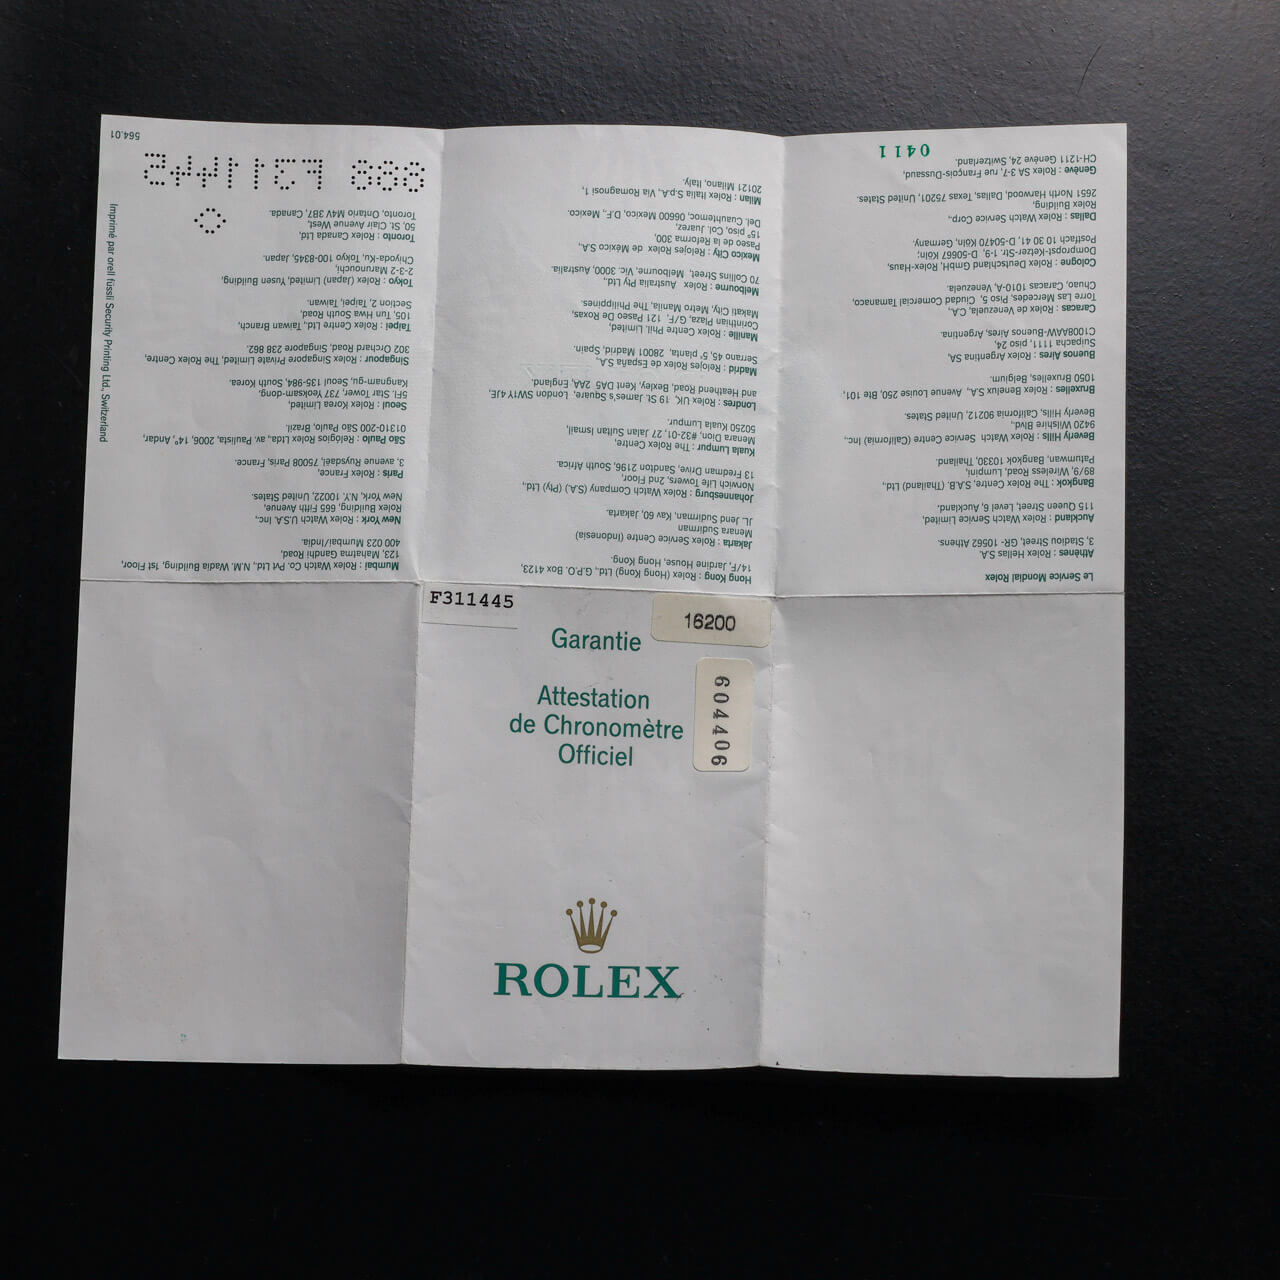 F311445
16200
Garantie
604406
Attestation
de Chronomètre
Officiel
ROLEX
Le Service Mondial Rolex
Athènes : Rolex Hellas S.A.
3, Stadiou Street, GR- 10562 Athens.
Auckland : Rolex Watch Service Limited,
115 Queen Street, Level 6, Auckland.
Bangkok : The Rolex Centre, S.A.B. (Thailand) Ltd.,
89/9, Wireless Road, Lumpini,
Patumwan, Bangkok 10330, Thailand.
Beverly Hills : Rolex Watch Service Centre (California) Inc.,
9420 Wilshire Blvd.,
Beverly Hills, California 90212, United States.
Bruxelles : Rolex Benelux S.A., Avenue Louise 250, Bte 101,
1050 Bruxelles, Belgium.
Buenos Aires : Rolex Argentina SA,
Suipacha 1111, piso 24,
C1008AAW-Buenos Aires, Argentina.
Caracas : Rolex de Venezuela, C.A.,
Torre Las Mercedes, Piso 5, Ciudad Comercial Tamanaco,
Chuao, Caracas 1010-A, Venezuela.
Cologne : Rolex Deutschland GmbH, Rolex-Haus,
Dompropst-Ketzer-Str. 1-9, D-50667 Köln;
Postfach 10 30 41, D-50470 Köln, Germany.
Dallas : Rolex Watch Service Corp.,
Rolex Building,
2651 North Harwood, Dallas, Texas 75201, United States.
Genève : Rolex SA 3-7, rue François-Dussaud,
CH-1211 Genève 24, Switzerland.
0411
Hong Kong : Rolex (Hong Kong) Ltd., G.P.O. Box 4123,
14/F, Jardine House, Hong Kong.
Jakarta : Rolex Service Centre (Indonesia)
Menara Sudirman
JL. Jend Sudirman, Kav 60, Jakarta.
Johannesburg : Rolex Watch Company (S.A.) (Pty) Ltd.,
Norwich Life Towers, 2nd Floor,
13 Fredman Drive, Sandton 2196, South Africa.
Kuala Lumpur : The Rolex Centre,
Menara Dion, #32-01, 27 Jalan Sultan Ismail,
50250 Kuala Lumpur.
Londres : Rolex UK, 19 St. James's Square, London SW1Y 4JE,
and Heathend Road, Bexley, Kent DA5 2AA, England.
Madrid : Relojes Rolex de España, S.A.,
Serrano 45, 5ª planta, 28001 Madrid, Spain.
Manille : Rolex Centre Phil. Limited,
Corinthian Plaza, G/F, 121 Paseo De Roxas,
Makati City, Metro Manila, The Philippines.
Melbourne : Rolex Australia Pty Ltd.,
70 Collins Street, Melbourne, Vic. 3000, Australia.
Mexico City : Relojes Rolex de México S.A.,
Paseo de la Reforma 300,
15º piso, Col. Juarez,
Del. Cuauhtemoc, 06600 Mexico, D.F., Mexico.
Milan : Rolex Italia S.p.A., Via Romagnosi 1,
20121 Milano, Italy.
Mumbai : Rolex Watch Co. Pvt Ltd., N.M. Wadia Building, 1st Floor,
123, Mahatma Gandhi Road,
400 023 Mumbai/India.
New York : Rolex Watch U.S.A. Inc.,
Rolex Building, 665 Fifth Avenue,
New York, N.Y. 10022, United States.
Paris : Rolex France,
3, avenue Ruysdaël, 75008 Paris, France.
São Paulo : Relógios Rolex Ltda, av. Paulista, 2006, 14º, Andar,
01310-200 São Paulo, Brazil.
Seoul : Rolex Korea Limited,
5Fl. Star Tower, 737 Yeoksam-dong,
Kangnam-gu, Seoul 135-984, South Korea.
Singapour : Rolex Singapore Private Limited, The Rolex Centre,
302 Orchard Road, Singapore 238 862.
Taipei : Rolex Centre Ltd., Taiwan Branch,
105, Tun Hwa South Road,
Section 2, Taipei, Taiwan.
Tokyo : Rolex (Japan) Limited, Yusen Building,
2-3-2 Marunouchi,
Chiyoda-Ku, Tokyo 100-8345, Japan.
Toronto : Rolex Canada Ltd,
50, St. Clair Avenue West,
Toronto, Ontario M4V 3B7, Canada.
888 F311445
564.01
Imprimé par orell füssli Security Printing Ltd., Switzerland